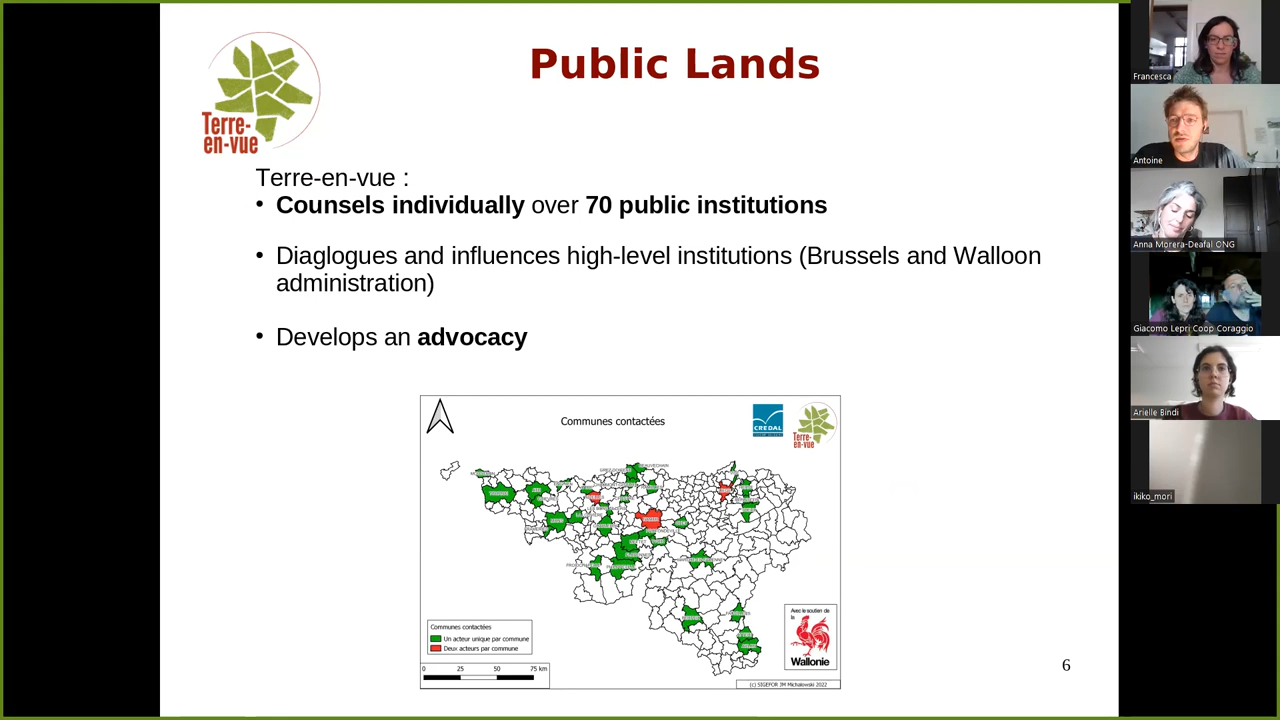 Public Lands
Terre-
en-vue
Terre-en-vue :
• Counsels individually over 70 public institutions
• Diaglogues and influences high-level institutions (Brussels and Walloon
administration)
• Develops an advocacy
Communes contactées
CREDAL
Terre-
en-vue
Communes contactées
Un acteur unique par commune
Deux acteurs par commune
0 25 50 75 km
Avec le soutien de
la
Wallonie
(c) SIGEFOR JM Michalowski 2022
6
Francesca
Antoine
Anna Morera-Deafal ONG
Giacomo Lepri Coop Coraggio
Arielle Bindi
ikiko_mori